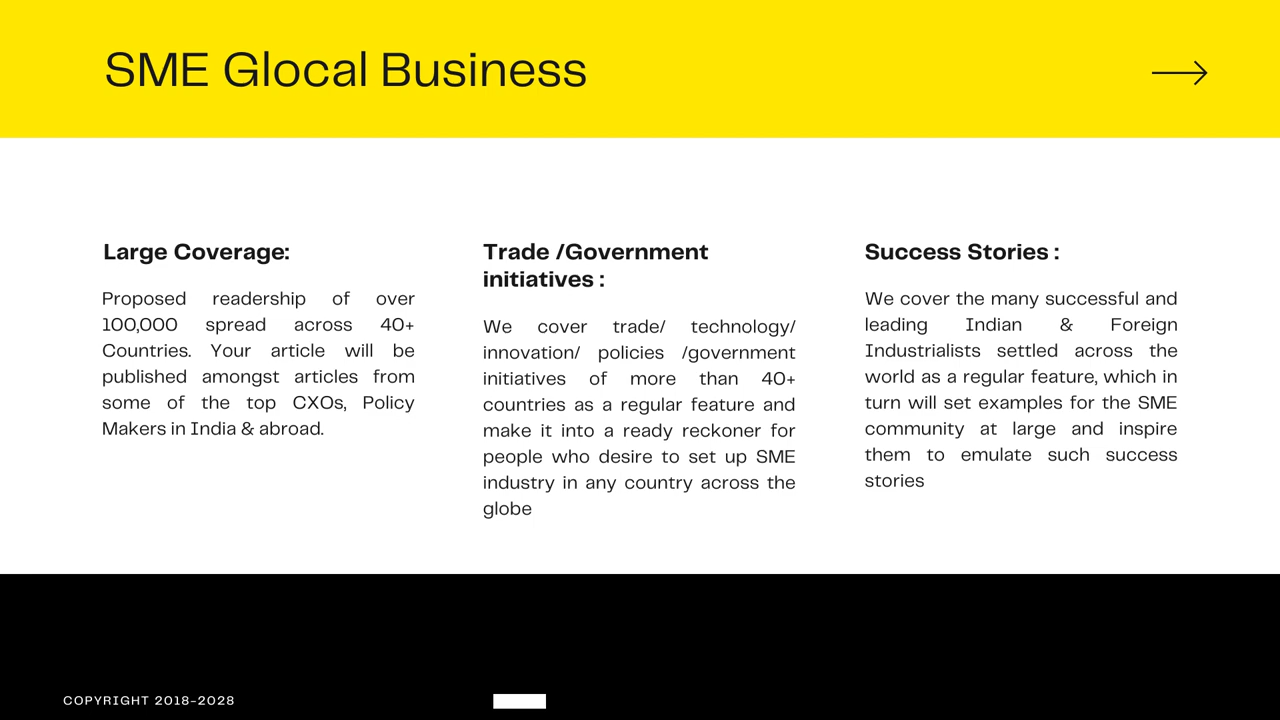 SME Glocal Business
Large Coverage:
Proposed readership of over
100,000 spread across 40+
Countries. Your article will be
published amongst articles from
some of the top CXOs, Policy
Makers in India & abroad.
Trade /Government
initiatives :
We cover trade/ technology/
innovation/ policies /government
initiatives of more than 40+
countries as a regular feature and
make it into a ready reckoner for
people who desire to set up SME
industry in any country across the
globe
Success Stories :
We cover the many successful and
leading Indian & Foreign
Industrialists settled across the
world as a regular feature, which in
turn will set examples for the SME
community at large and inspire
them to emulate such success
stories
COPYRIGHT 2018-2028